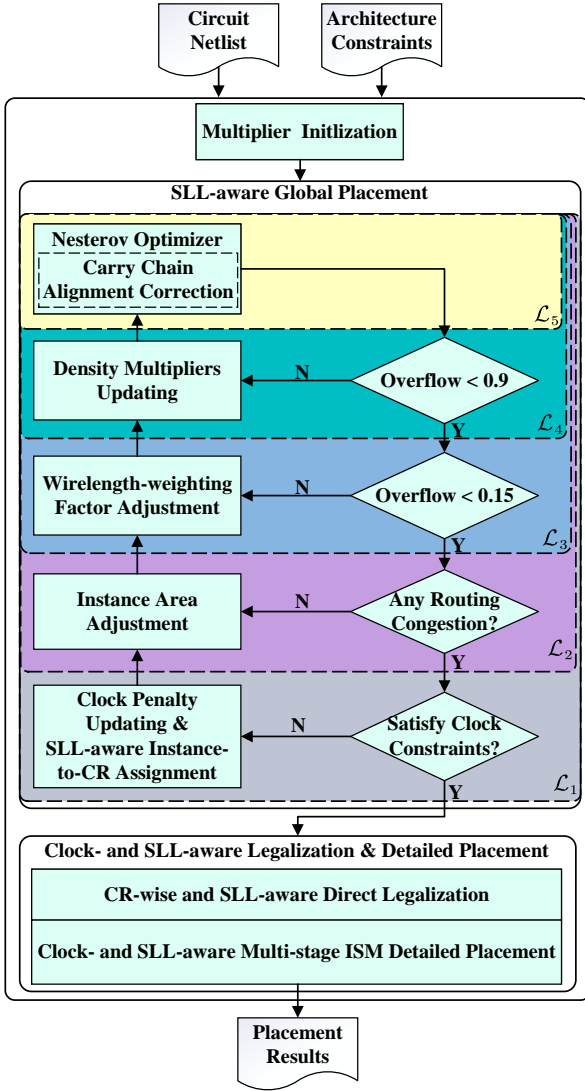 Circuit
Netlist
Architecture
Constraints
Multiplier Initlization
SLL-aware Global Placement
Nesterov Optimizer
Carry Chain
Alignment Correction
ℒ5
Density Multipliers
Updating
N
Overflow < 0.9
Y
ℒ4
Wirelength-weighting
Factor Adjustment
N
Overflow < 0.15
Y
ℒ3
Instance Area
Adjustment
N
Any Routing
Congestion?
Y
ℒ2
Clock Penalty
Updating &
SLL-aware Instance-
to-CR Assignment
N
Satisfy Clock
Constraints?
Y
ℒ1
Clock- and SLL-aware Legalization & Detailed Placement
CR-wise and SLL-aware Direct Legalization
Clock- and SLL-aware Multi-stage ISM Detailed Placement
Placement
Results